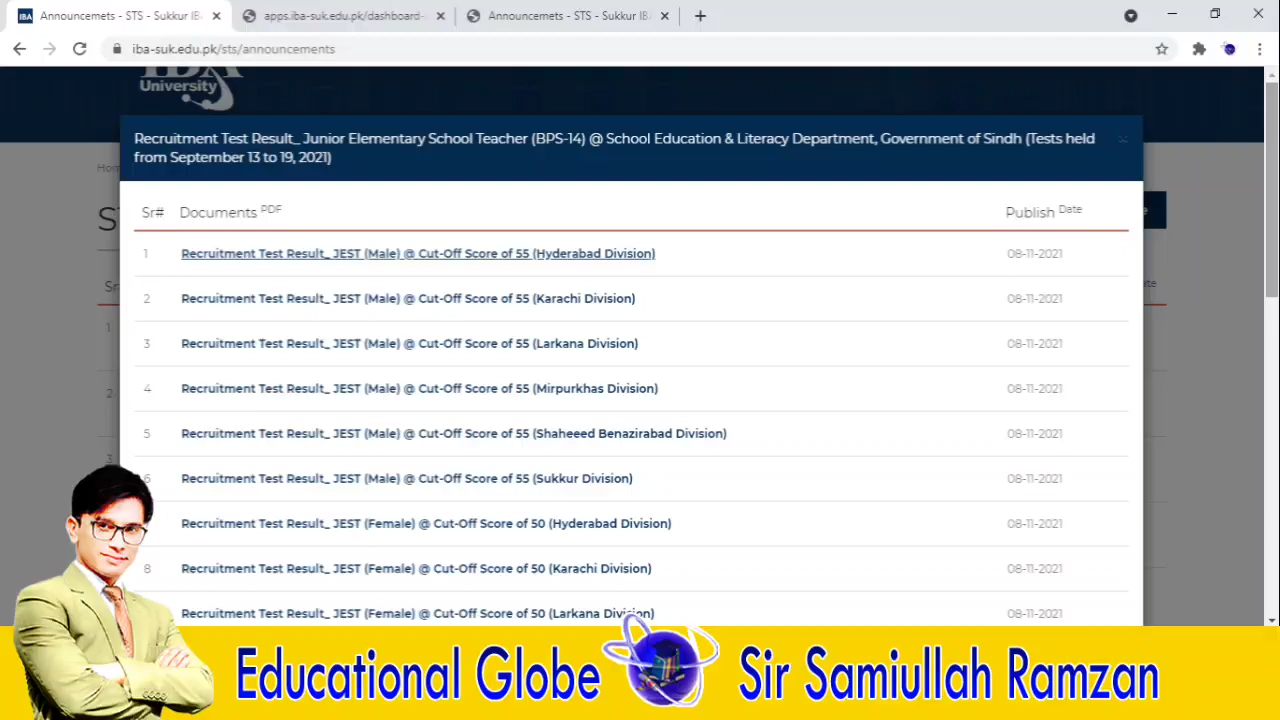 Announcemets - STS - Sukkur IB
apps.iba-suk.edu.pk/dashboard-
Announcemets - STS - Sukkur IB
iba-suk.edu.pk/sts/announcements
IBA
University
Recruitment Test Result_ Junior Elementary School Teacher (BPS-14) @ School Education & Literacy Department, Government of Sindh (Tests held
from September 13 to 19, 2021)
Sr# Documents PDF Publish Date
1 Recruitment Test Result_ JEST (Male) @ Cut-Off Score of 55 (Hyderabad Division) 08-11-2021
2 Recruitment Test Result_ JEST (Male) @ Cut-Off Score of 55 (Karachi Division) 08-11-2021
3 Recruitment Test Result_ JEST (Male) @ Cut-Off Score of 55 (Larkana Division) 08-11-2021
4 Recruitment Test Result_ JEST (Male) @ Cut-Off Score of 55 (Mirpurkhas Division) 08-11-2021
5 Recruitment Test Result_ JEST (Male) @ Cut-Off Score of 55 (Shaheeed Benazirabad Division) 08-11-2021
6 Recruitment Test Result_ JEST (Male) @ Cut-Off Score of 55 (Sukkur Division) 08-11-2021
Recruitment Test Result_ JEST (Female) @ Cut-Off Score of 50 (Hyderabad Division) 08-11-2021
8 Recruitment Test Result_ JEST (Female) @ Cut-Off Score of 50 (Karachi Division) 08-11-2021
Recruitment Test Result_ JEST (Female) @ Cut-Off Score of 50 (Larkana Division) 08-11-2021
Educational Globe Sir Samiullah Ramzan